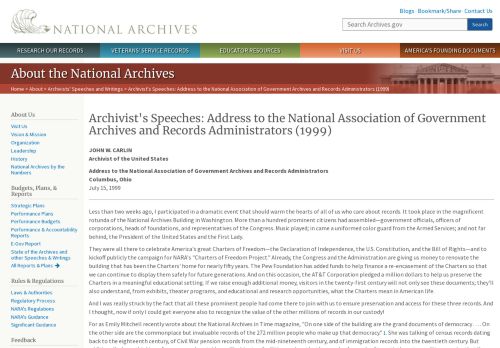 NATIONAL ARCHIVES
Blogs · Bookmark/Share · Contact Us
Search Archives.gov
Search
RESEARCH OUR RECORDS
VETERANS' SERVICE RECORDS
EDUCATOR RESOURCES
VISIT US
AMERICA'S FOUNDING DOCUMENTS
About the National Archives
Home > About > Archivists' Speeches and Writings > Archivist's Speeches: Address to the National Association of Government Archives and Records Administrators (1999)
About Us
Visit Us
Vision & Mission
Organization
Leadership
History
National Archives by the
Numbers
Budgets, Plans, &
Reports
Strategic Plans
Performance Plans
Performance Budgets
Performance & Accountability
Reports
E-Gov Report
State of the Archives and
other Speeches & Writings
All Reports & Plans
Rules & Regulations
Laws & Authorities
Regulatory Process
NARA's Regulations
NARA's Guidance
Significant Guidance
Feedback
Archivist's Speeches: Address to the National Association of Government
Archives and Records Administrators (1999)
JOHN W. CARLIN
Archivist of the United States
Address to the National Association of Government Archives and Records Administrators
Columbus, Ohio
July 15, 1999
Less than two weeks ago, I participated in a dramatic event that should warm the hearts of all of us who care about records. It took place in the magnificent
rotunda of the National Archives Building in Washington. More than a hundred prominent citizens had assembled—government officials, officers of
corporations, heads of foundations, and representatives of the Congress. Music played; in came a uniformed color guard from the Armed Services; and not far
behind, the President of the United States and the First Lady.
They were all there to celebrate America's great Charters of Freedom—the Declaration of Independence, the U.S. Constitution, and the Bill of Rights—and to
kickoff publicly the campaign for NARA's "Charters of Freedom Project." Already, the Congress and the Administration are giving us money to renovate the
building that has been the Charters' home for nearly fifty years. The Pew Foundation has added funds to help finance a re-encasement of the Charters so that
we can continue to display them safely for future generations. And on this occasion, the AT&T Corporation pledged a million dollars to help us preserve the
Charters in a meaningful educational setting. If we raise enough additional money, visitors in the twenty-first century will not only see these documents; they'll
also understand, from exhibits, theater programs, and educational and research opportunities, what the Charters mean in American life.
And I was really struck by the fact that all these prominent people had come there to join with us to ensure preservation and access for these three records. And
I thought, now if only I could get everyone also to recognize the value of the other millions of records in our custody!
For as Emily Mitchell recently wrote about the National Archives in Time magazine, "On one side of the building are the grand documents of democracy. . . . On
the other side are the commonplace but invaluable records of the 272 million people who make up that democracy" 1. She was talking of census records dating
back to the eighteenth century, of Civil War pension records from the mid-nineteenth century, and of immigration records into the twentieth century. But